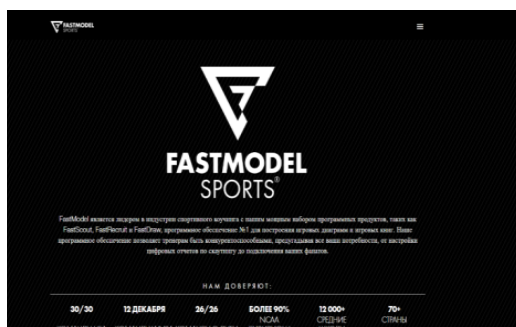 FASTMODEL
SPORTS
FASTMODEL
SPORTS®
FastModel является лидером в индустрии спортивного коучинга с нашим мощным набором программных продуктов, таких как
FastScout, FastRecruit и FastDraw, программное обеспечение №1 для построения игровых диаграмм и игровых книг. Наше
программное обеспечение позволяет тренерам быть конкурентоспособными, предугадывая все ваши потребности, от настройки
цифровых отчетов по скаутингу до подключения ваших фанатов.
НАМ ДОВЕРЯЮТ:
30/30 12 ДЕКАБРЯ 26/26 БОЛЕЕ 90% 12 000+ 70+
NCAA СРЕДНИЕ СТРАНЫ